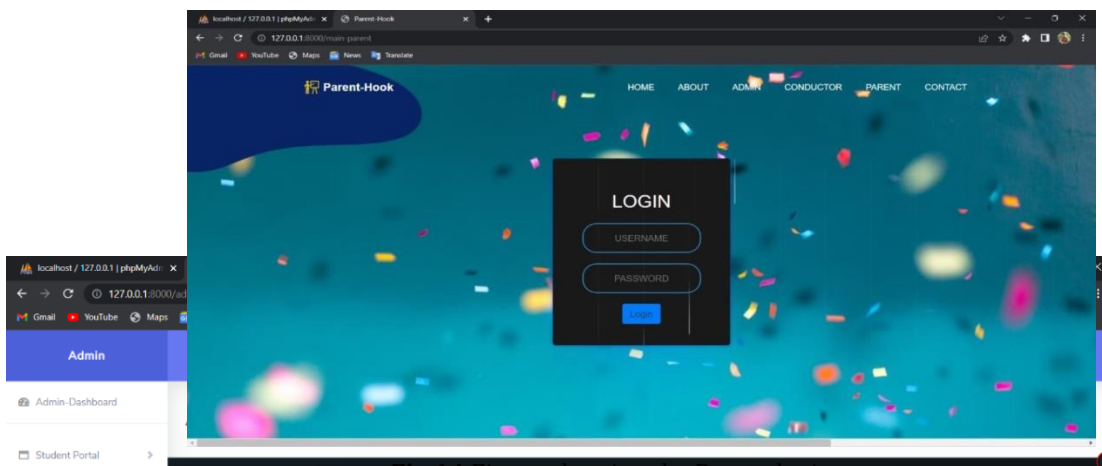 localhost / 127.0.0.1 | phpMyAd
Parent-Hook
127.0.0.1:8000/main-parent
Gmail YouTube Maps News Translate
Parent-Hook
HOME ABOUT ADMIN CONDUCTOR PARENT CONTACT
LOGIN
USERNAME
PASSWORD
Login
localhost / 127.0.0.1 | phpMyAd
127.0.0.1:8000/ad
Gmail YouTube Maps
Admin
Admin-Dashboard
Student Portal